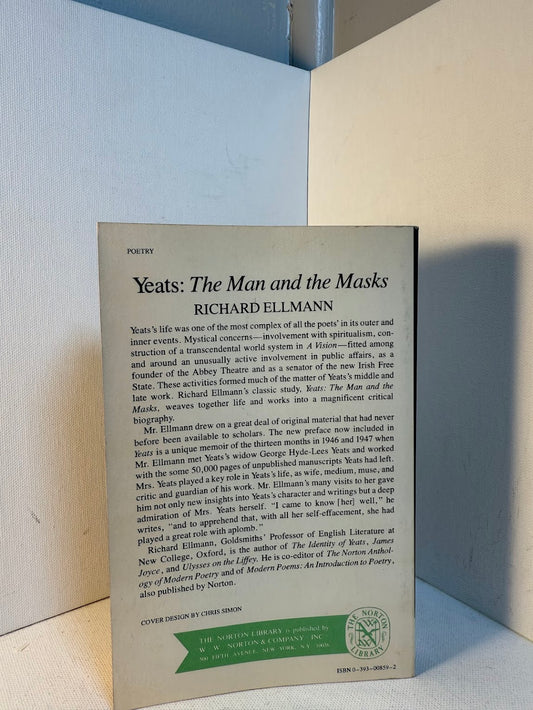 POETRY
Yeats: The Man and the Masks
RICHARD ELLMANN
Yeats's life was one of the most complex of all the poets' in its outer and
inner events. Mystical concerns—involvement with spiritualism, con-
struction of a transcendental world system in A Vision—fitted among
and around an unusually active involvement in public affairs, as a
founder of the Abbey Theatre and as a senator of the new Irish Free
State. These activities formed much of the matter of Yeats's middle and
late work. Richard Ellmann's classic study, Yeats: The Man and the
Masks, weaves together life and works into a magnificent critical
biography.
Mr. Ellmann drew on a great deal of original material that had never
before been available to scholars. The new preface now included in
Yeats is a unique memoir of the thirteen months in 1946 and 1947 when
Mr. Ellmann met Yeats's widow George Hyde-Lees Yeats and worked
with the some 50,000 pages of unpublished manuscripts Yeats had left.
Mrs. Yeats played a key role in Yeats's life, as wife, medium, muse, and
critic and guardian of his work. Mr. Ellmann's many visits to her gave
him not only new insights into Yeats's character and writings but a deep
admiration of Mrs. Yeats herself. "I came to know [her] well," he
writes, "and to apprehend that, with all her self-effacement, she had
played a great role with aplomb."
Richard Ellmann, Goldsmiths' Professor of English Literature at
New College, Oxford, is the author of The Identity of Yeats, James
Joyce, and Ulysses on the Liffey. He is co-editor of The Norton Anthol-
ogy of Modern Poetry and of Modern Poems: An Introduction to Poetry,
also published by Norton.
COVER DESIGN BY CHRIS SIMON
THE NORTON LIBRARY is published by
W · W · NORTON & COMPANY · INC
500 FIFTH AVENUE, NEW YORK, N.Y. 10036
THE NORTON
LIBRARY
ISBN 0-393-00859-2